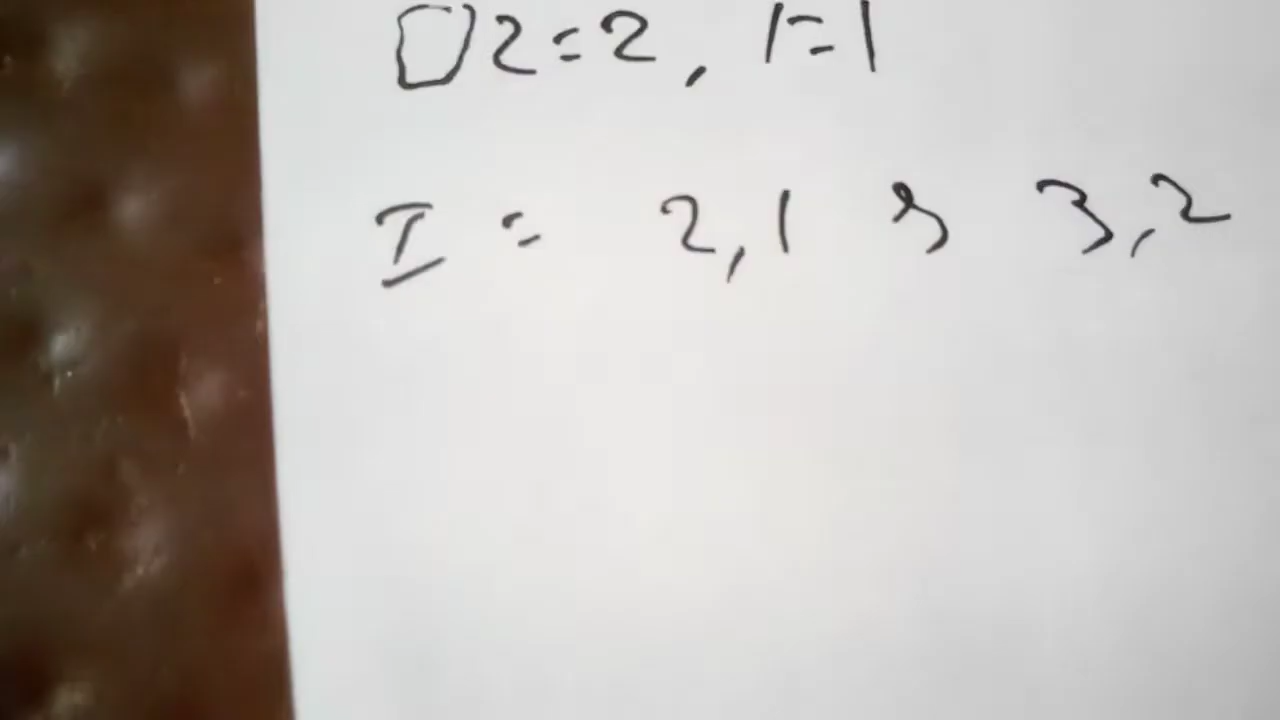 □ 2 = 2 , 1 = 1
I = 2,1 & 3,2